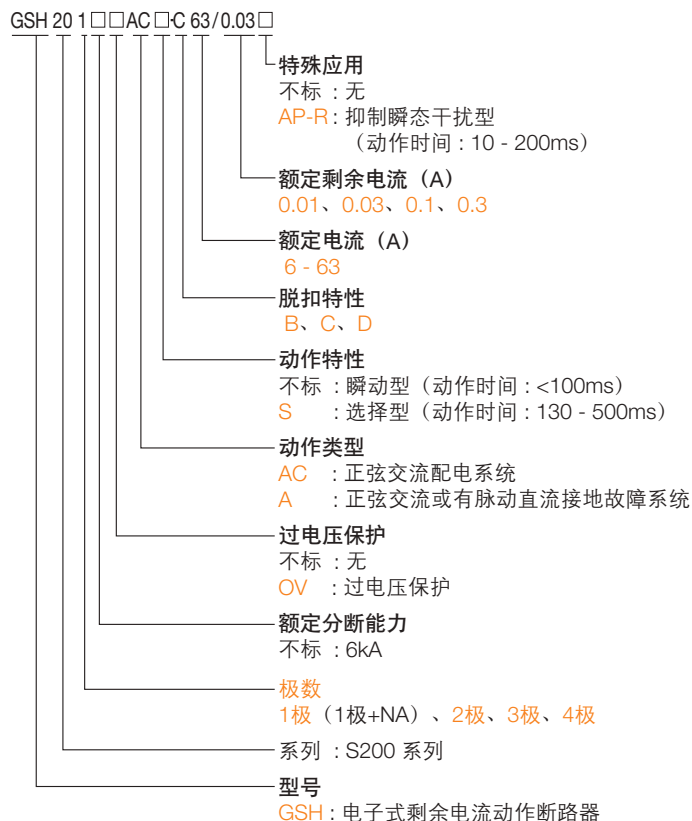 GSH 20 1□□AC□-C 63/0.03□
特殊应用
不标 : 无
AP-R : 抑制瞬态干扰型
（动作时间 : 10 - 200ms）
额定剩余电流（A）
0.01、0.03、0.1、0.3
额定电流（A）
6 - 63
脱扣特性
B、C、D
动作特性
不标 : 瞬动型（动作时间 : <100ms）
S : 选择型（动作时间 : 130 - 500ms）
动作类型
AC : 正弦交流配电系统
A : 正弦交流或有脉动直流接地故障系统
过电压保护
不标 : 无
OV : 过电压保护
额定分断能力
不标 : 6kA
极数
1极（1极+NA）、2极、3极、4极
系列 : S200 系列
型号
GSH : 电子式剩余电流动作断路器